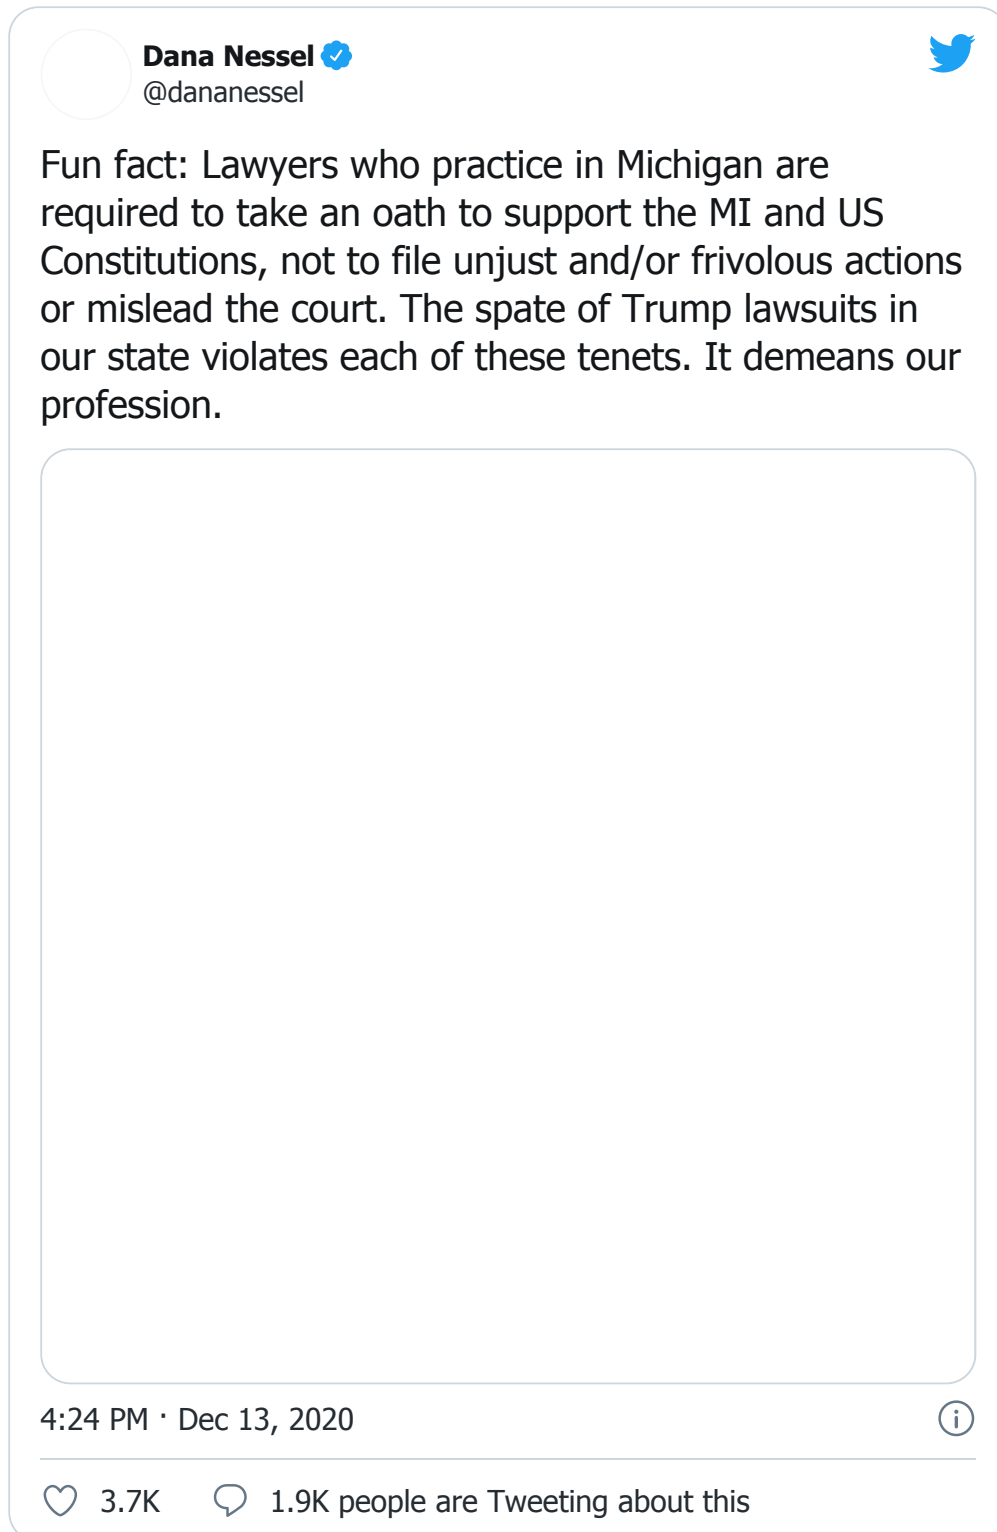 Dana Nessel
@dananessel
Fun fact: Lawyers who practice in Michigan are
required to take an oath to support the MI and US
Constitutions, not to file unjust and/or frivolous actions
or mislead the court. The spate of Trump lawsuits in
our state violates each of these tenets. It demeans our
profession.
4:24 PM · Dec 13, 2020
3.7K 1.9K people are Tweeting about this